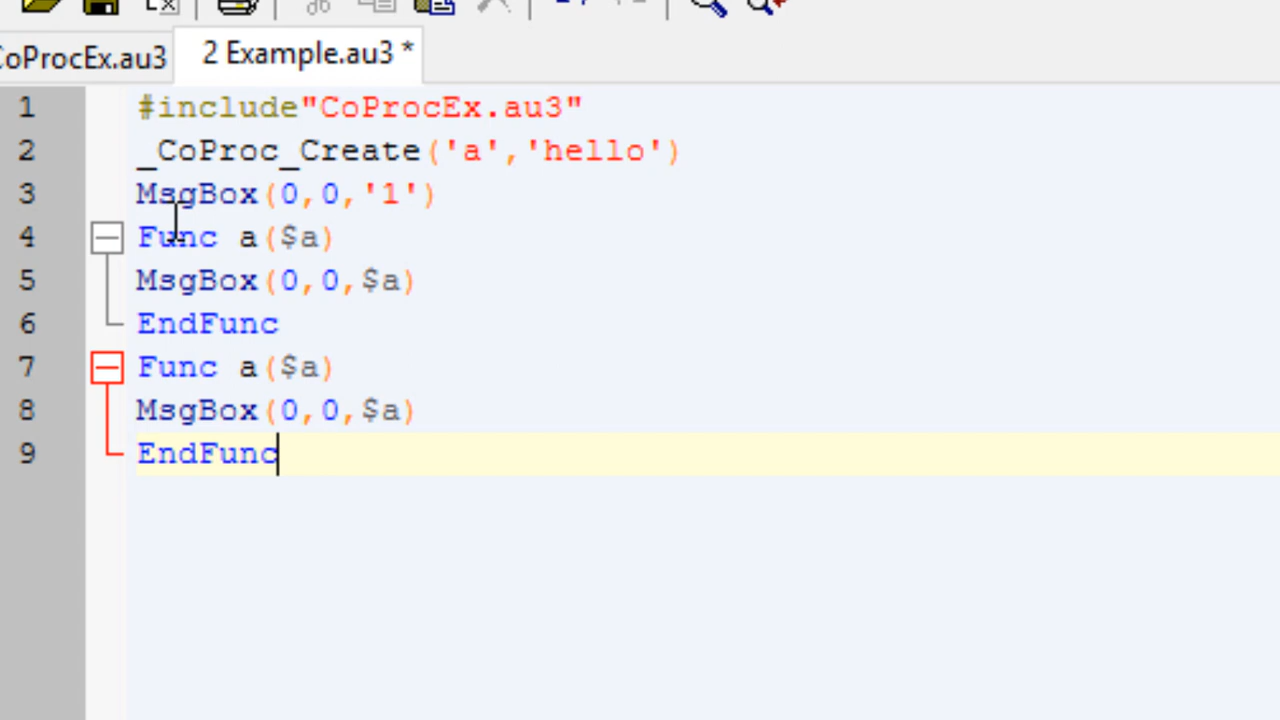 CoProcEx.au3 2 Example.au3 *
1 #include"CoProcEx.au3"
2 _CoProc_Create('a','hello')
3 MsgBox(0,0,'1')
4 Func a($a)
5 MsgBox(0,0,$a)
6 EndFunc
7 Func a($a)
8 MsgBox(0,0,$a)
9 EndFunc